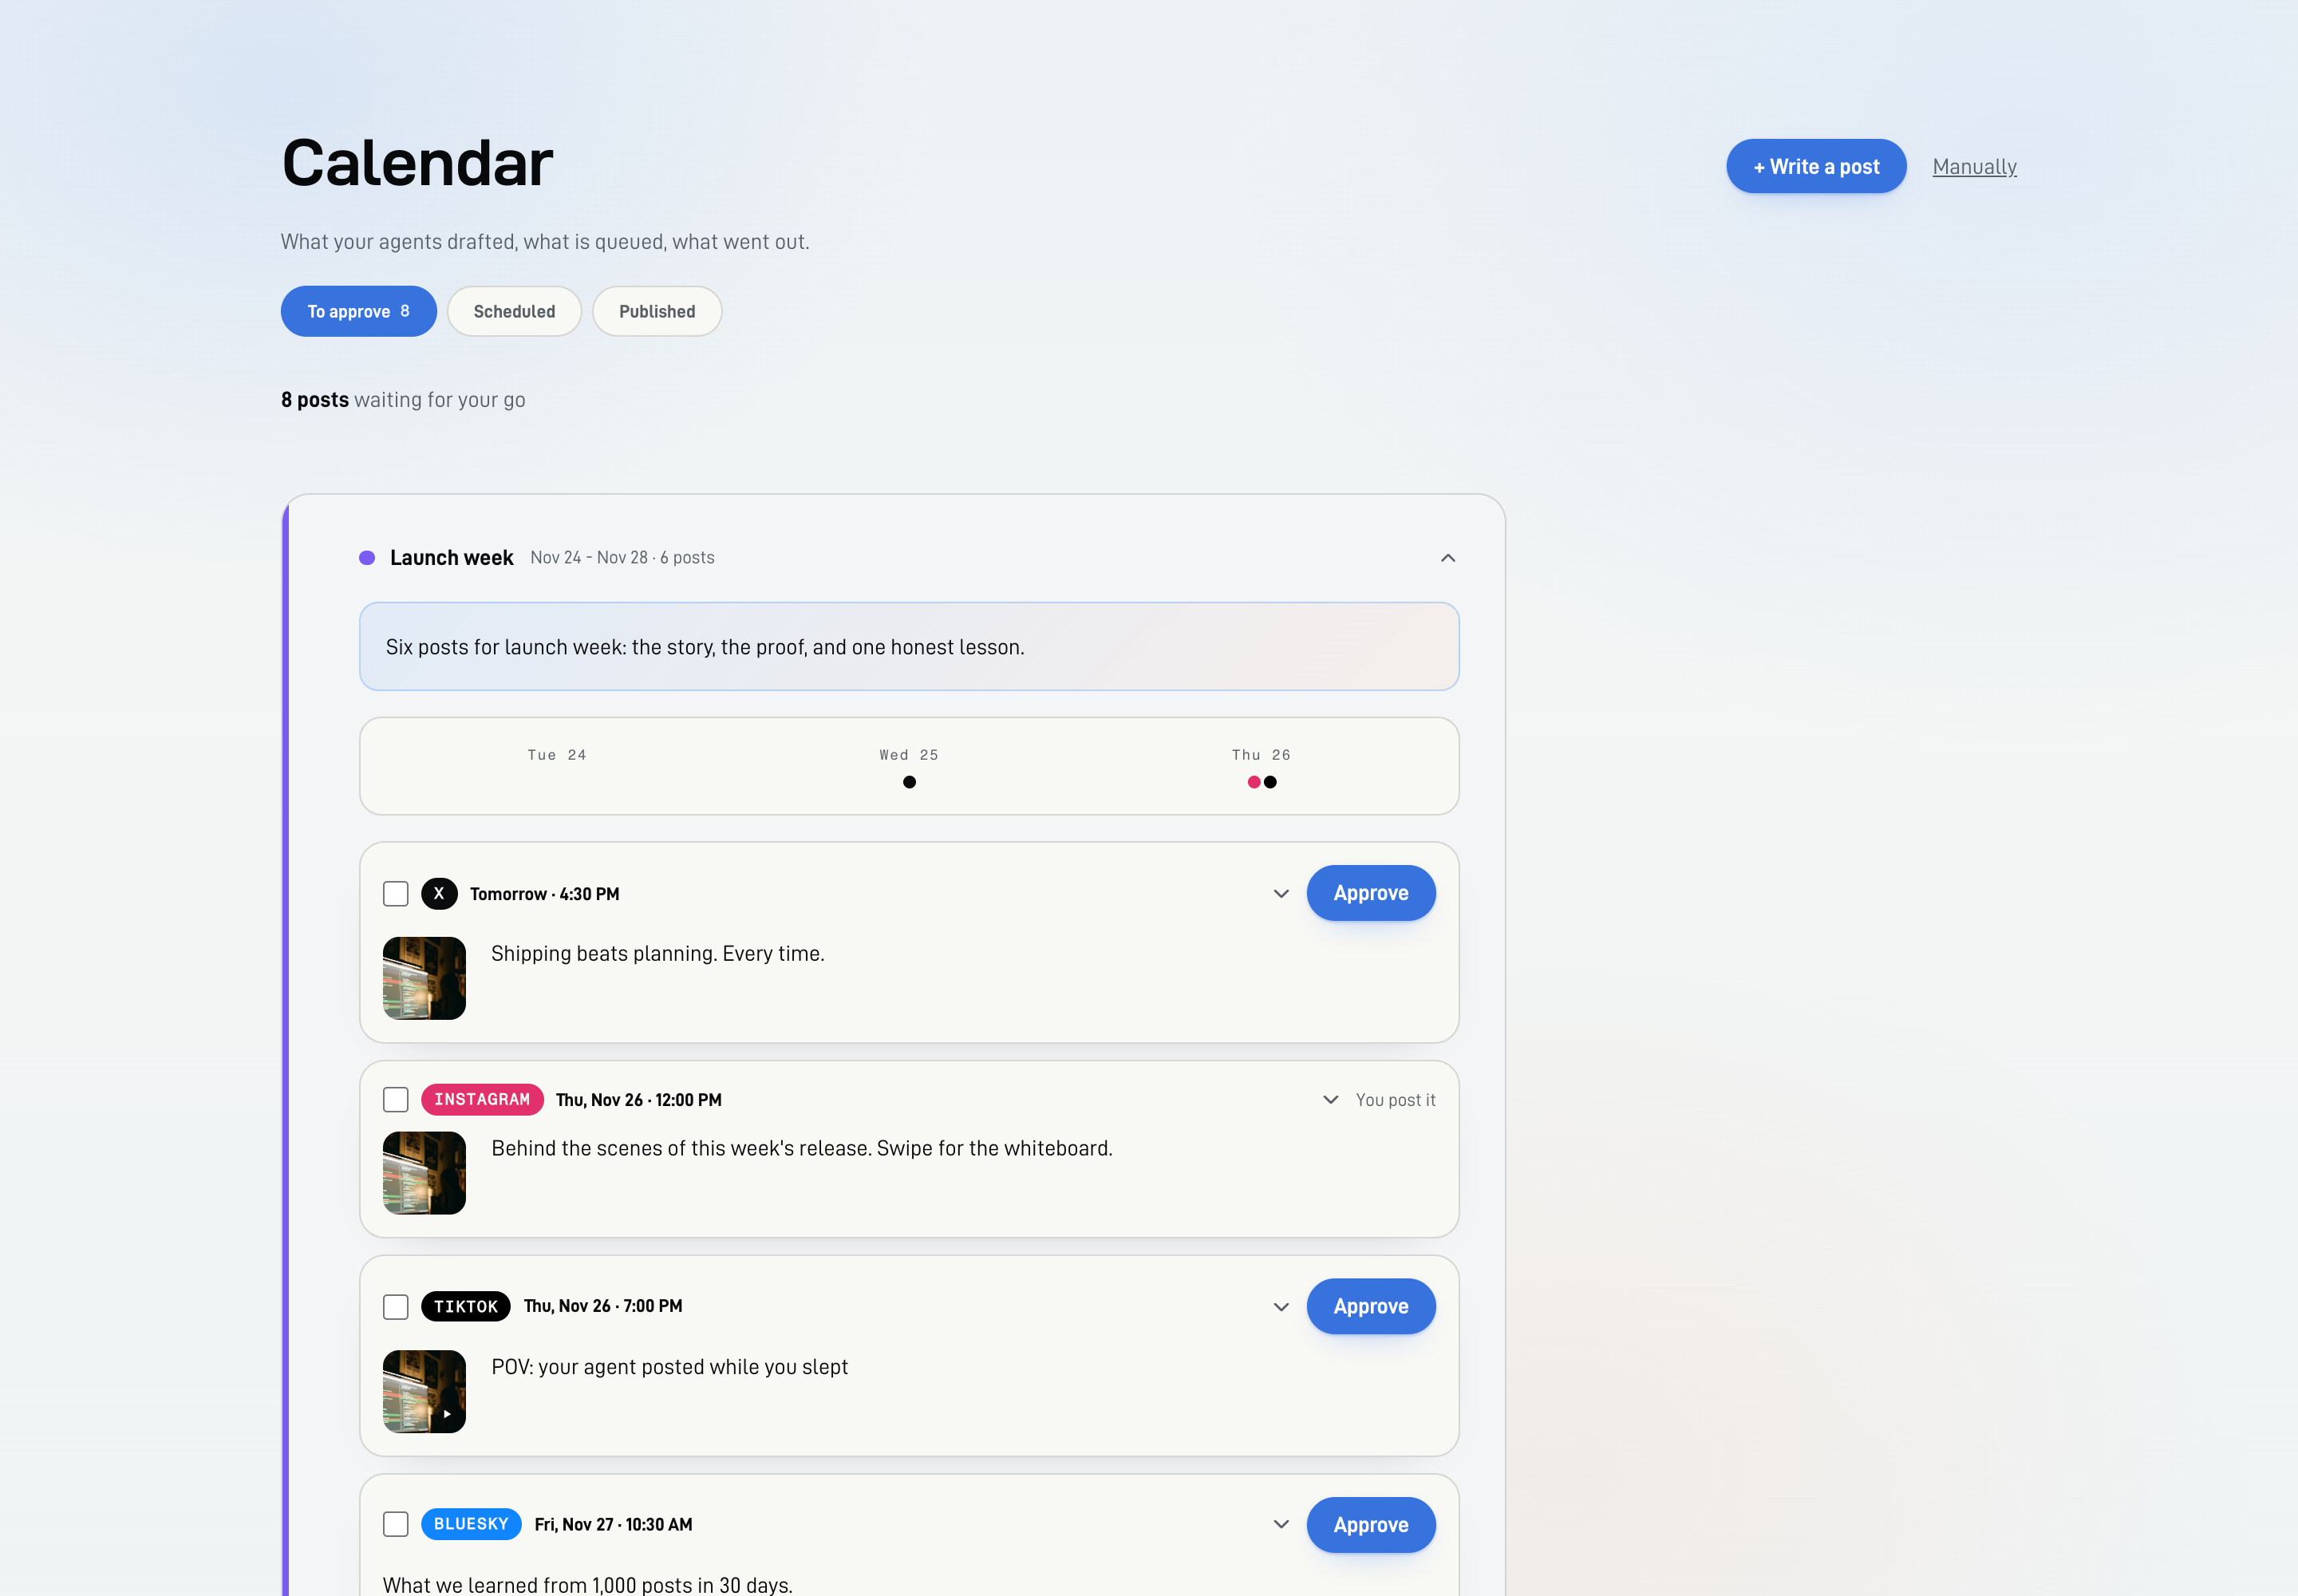 Calendar
+ Write a post
Manually
What your agents drafted, what is queued, what went out.
To approve 8
Scheduled
Published
8 posts waiting for your go
Launch week Nov 24 - Nov 28 · 6 posts
Six posts for launch week: the story, the proof, and one honest lesson.
Tue 24 Wed 25 Thu 26
X Tomorrow · 4:30 PM Approve
Shipping beats planning. Every time.
INSTAGRAM Thu, Nov 26 · 12:00 PM You post it
Behind the scenes of this week's release. Swipe for the whiteboard.
TIKTOK Thu, Nov 26 · 7:00 PM Approve
POV: your agent posted while you slept
BLUESKY Fri, Nov 27 · 10:30 AM Approve
What we learned from 1,000 posts in 30 days.